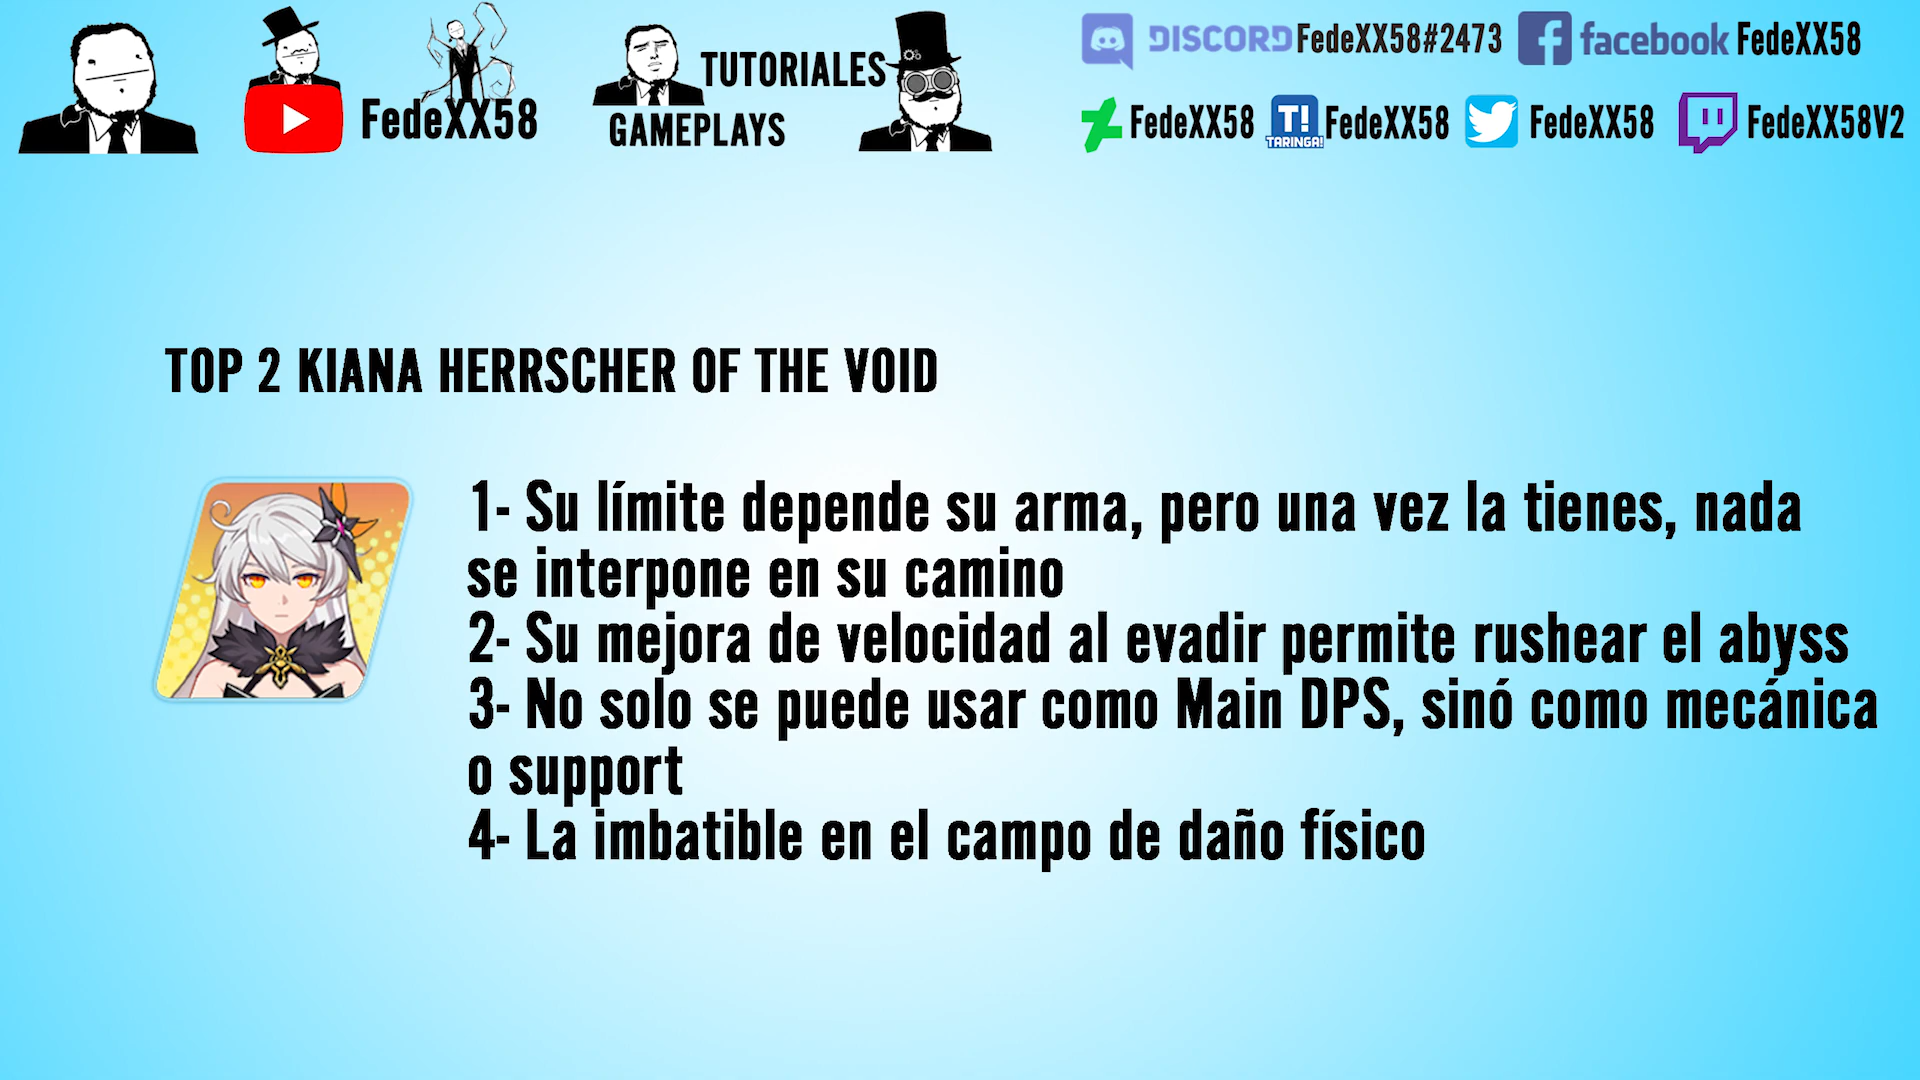 DISCORD FedeXX58#2473 facebook FedeXX58
FedeXX58 TUTORIALES
GAMEPLAYS
FedeXX58 T! TARINGA! FedeXX58 FedeXX58 FedeXX58V2
TOP 2 KIANA HERRSCHER OF THE VOID
1- Su límite depende su arma, pero una vez la tienes, nada
se interpone en su camino
2- Su mejora de velocidad al evadir permite rushear el abyss
3- No solo se puede usar como Main DPS, sinó como mecánica
o support
4- La imbatible en el campo de daño físico